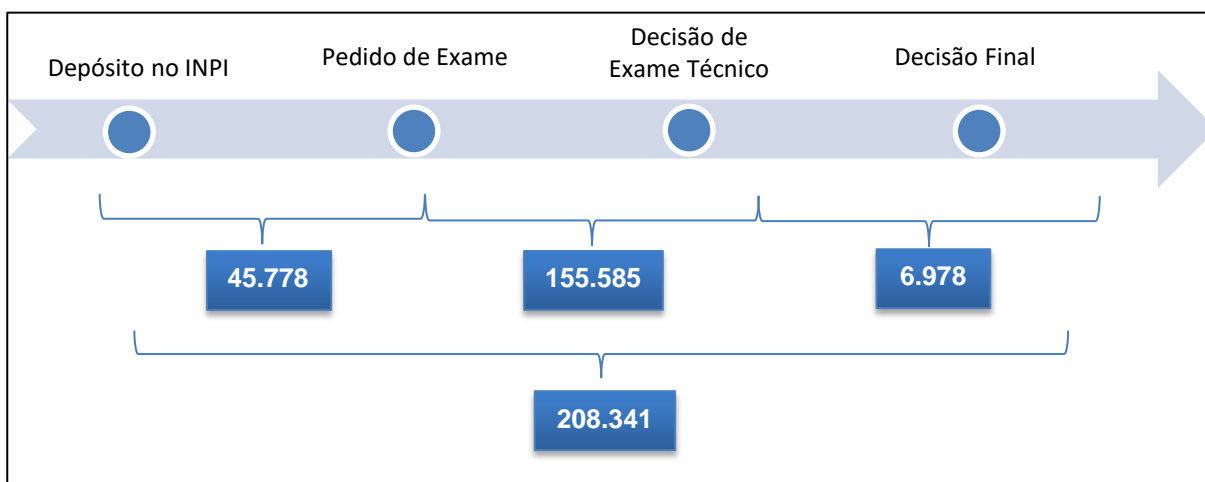 Depósito no INPI
Pedido de Exame
Decisão de
Exame Técnico
Decisão Final
45.778
155.585
6.978
208.341